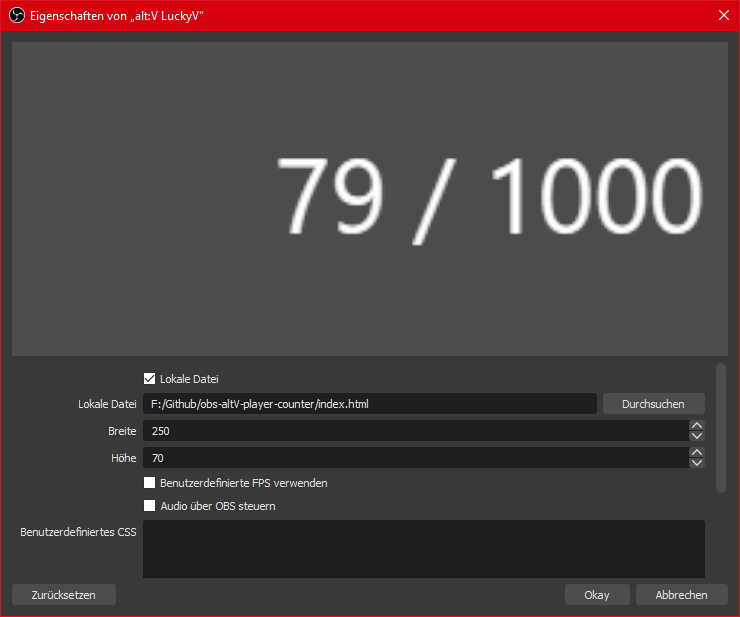 Eigenschaften von „alt:V LuckyV“
79 / 1000
Lokale Datei
Lokale Datei F:/Github/obs-altV-player-counter/index.html Durchsuchen
Breite 250
Höhe 70
Benutzerdefinierte FPS verwenden
Audio über OBS steuern
Benutzerdefiniertes CSS
Zurücksetzen Okay Abbrechen